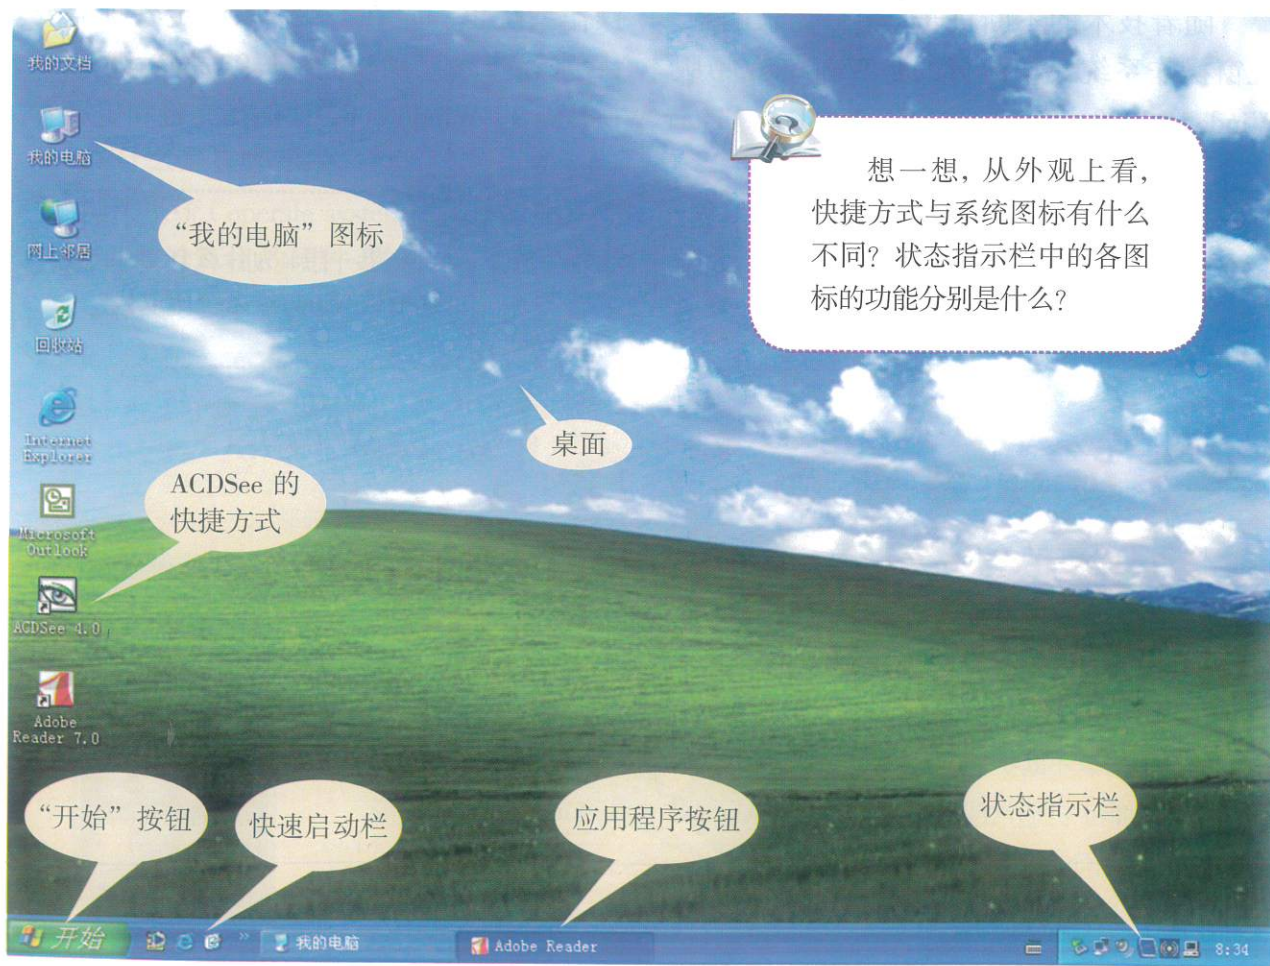 我的文档
我的电脑
“我的电脑”图标
网上邻居
回收站
Internet
Explorer
Microsoft
Outlook
ACDSee 的
快捷方式
ACDSee 4.0
Adobe
Reader 7.0
想一想，从外观上看，
快捷方式与系统图标有什么
不同？状态指示栏中的各图
标的功能分别是什么？
桌面
“开始”按钮
快速启动栏
应用程序按钮
状态指示栏
开始
我的电脑
Adobe Reader
8:34